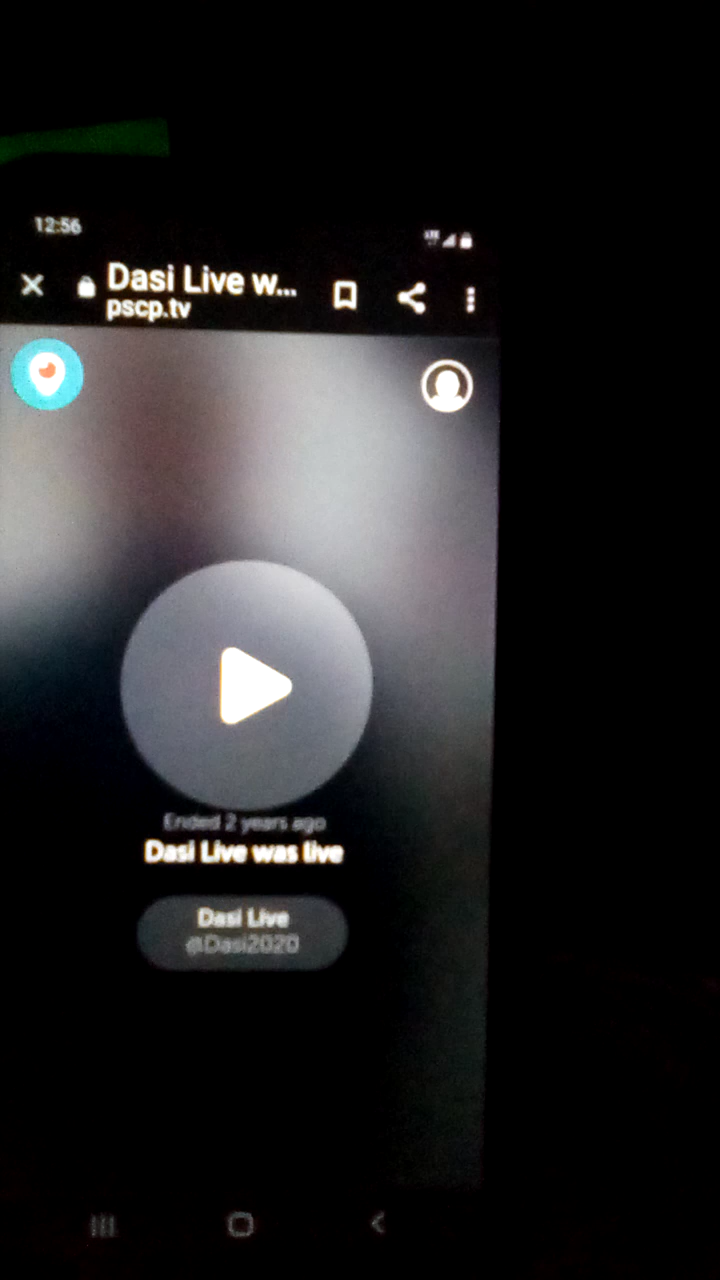 12:56
Dasi Live w...
pscp.tv
Ended 2 years ago
Dasi Live was live
Dasi Live
@Dasi2020